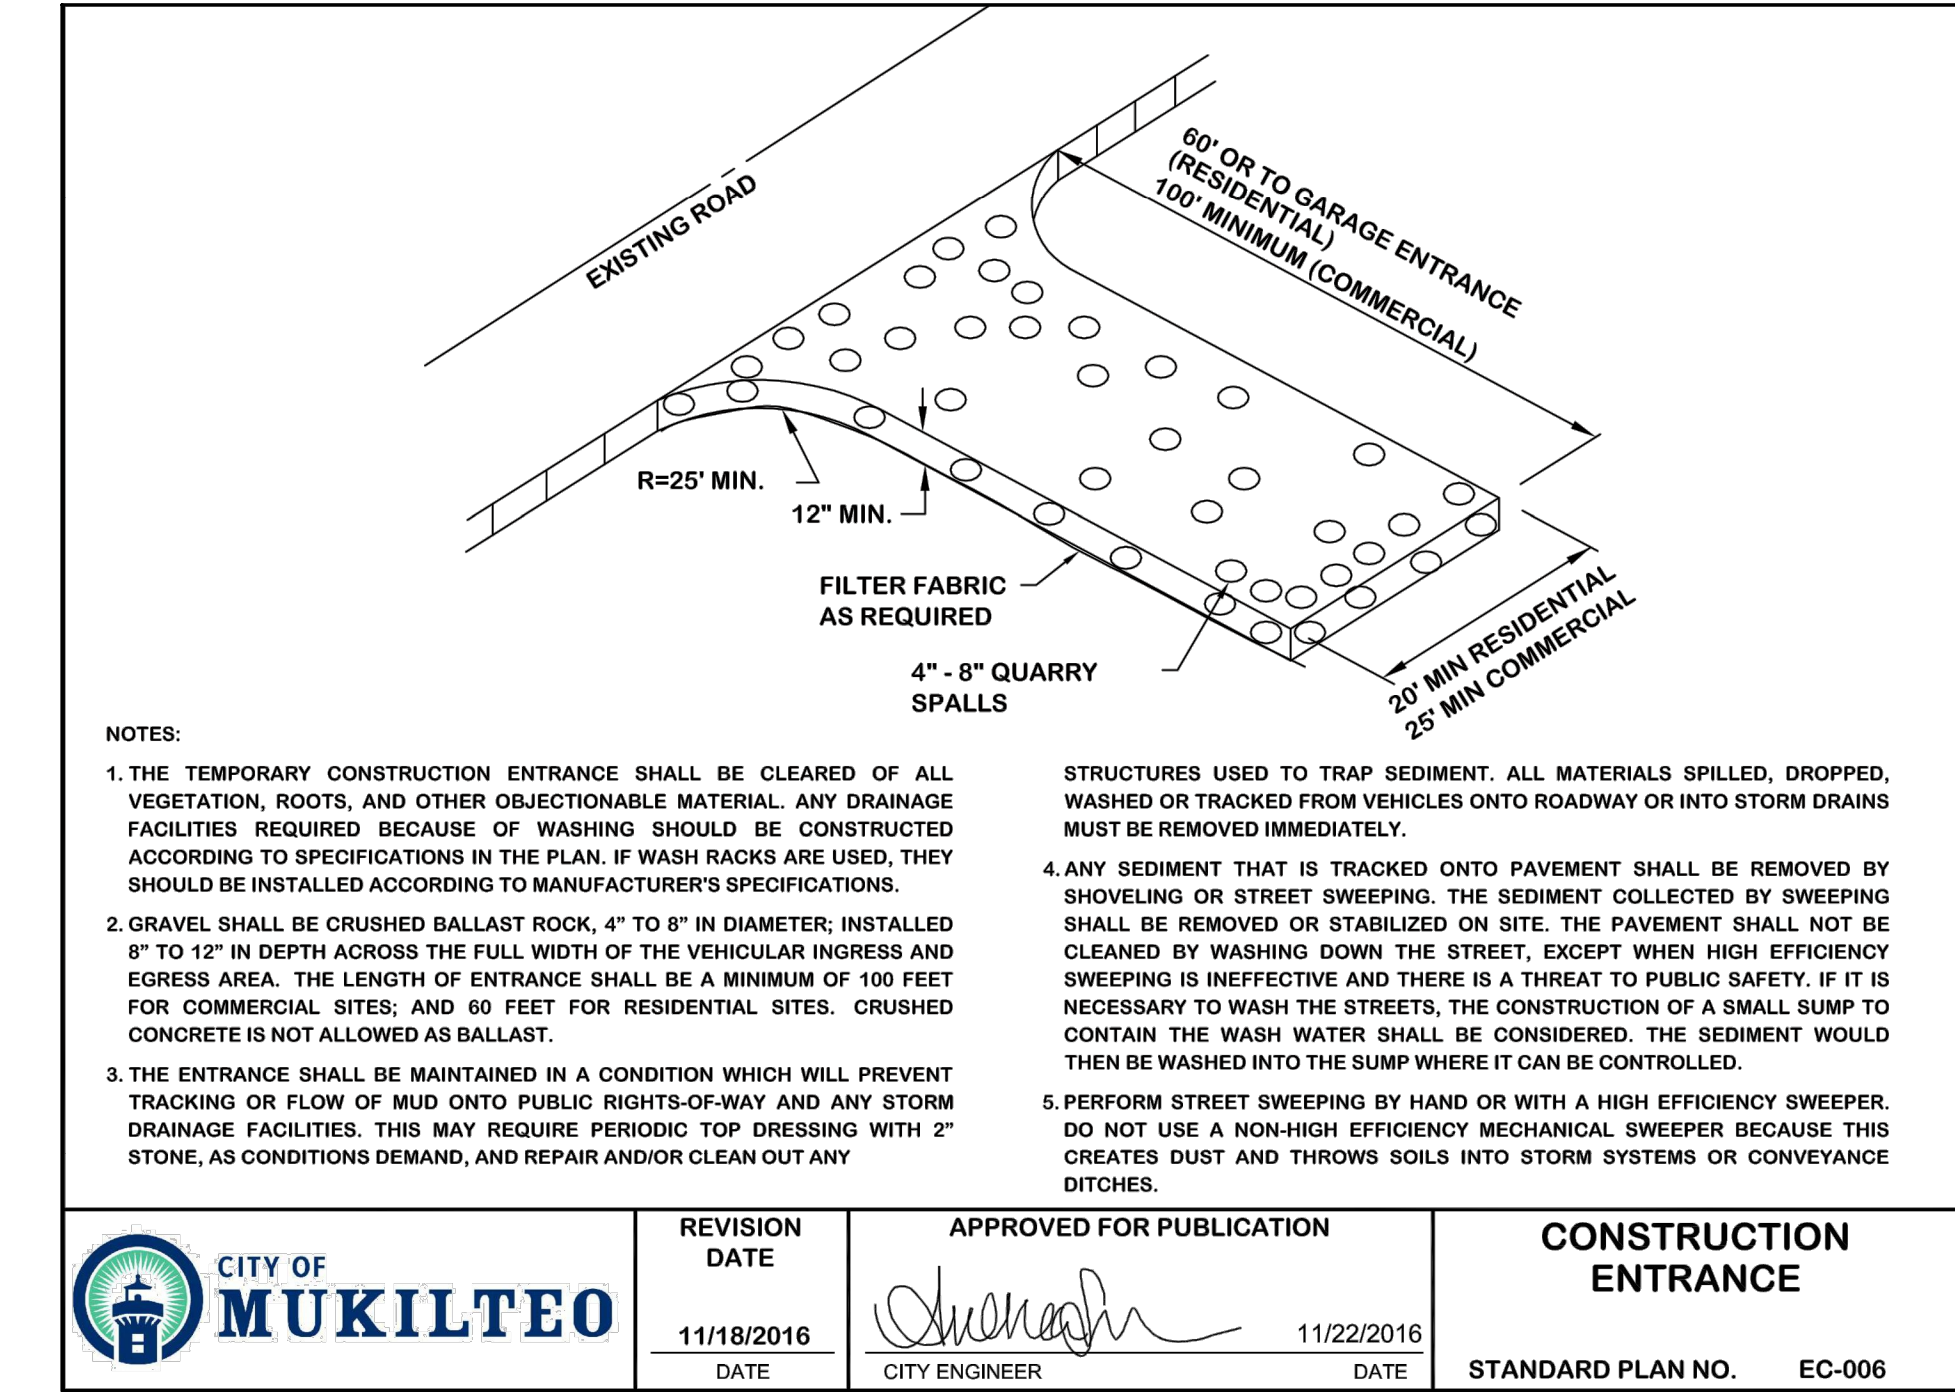 EXISTING ROAD
60' OR TO GARAGE ENTRANCE
(RESIDENTIAL)
100' MINIMUM (COMMERCIAL)
R=25' MIN.
12" MIN.
FILTER FABRIC
AS REQUIRED
4" - 8" QUARRY
SPALLS
20' MIN RESIDENTIAL
25' MIN COMMERCIAL
NOTES:
1. THE TEMPORARY CONSTRUCTION ENTRANCE SHALL BE CLEARED OF ALL
VEGETATION, ROOTS, AND OTHER OBJECTIONABLE MATERIAL. ANY DRAINAGE
FACILITIES REQUIRED BECAUSE OF WASHING SHOULD BE CONSTRUCTED
ACCORDING TO SPECIFICATIONS IN THE PLAN. IF WASH RACKS ARE USED, THEY
SHOULD BE INSTALLED ACCORDING TO MANUFACTURER'S SPECIFICATIONS.
2. GRAVEL SHALL BE CRUSHED BALLAST ROCK, 4” TO 8” IN DIAMETER; INSTALLED
8” TO 12” IN DEPTH ACROSS THE FULL WIDTH OF THE VEHICULAR INGRESS AND
EGRESS AREA. THE LENGTH OF ENTRANCE SHALL BE A MINIMUM OF 100 FEET
FOR COMMERCIAL SITES; AND 60 FEET FOR RESIDENTIAL SITES. CRUSHED
CONCRETE IS NOT ALLOWED AS BALLAST.
3. THE ENTRANCE SHALL BE MAINTAINED IN A CONDITION WHICH WILL PREVENT
TRACKING OR FLOW OF MUD ONTO PUBLIC RIGHTS-OF-WAY AND ANY STORM
DRAINAGE FACILITIES. THIS MAY REQUIRE PERIODIC TOP DRESSING WITH 2”
STONE, AS CONDITIONS DEMAND, AND REPAIR AND/OR CLEAN OUT ANY
STRUCTURES USED TO TRAP SEDIMENT. ALL MATERIALS SPILLED, DROPPED,
WASHED OR TRACKED FROM VEHICLES ONTO ROADWAY OR INTO STORM DRAINS
MUST BE REMOVED IMMEDIATELY.
4. ANY SEDIMENT THAT IS TRACKED ONTO PAVEMENT SHALL BE REMOVED BY
SHOVELING OR STREET SWEEPING. THE SEDIMENT COLLECTED BY SWEEPING
SHALL BE REMOVED OR STABILIZED ON SITE. THE PAVEMENT SHALL NOT BE
CLEANED BY WASHING DOWN THE STREET, EXCEPT WHEN HIGH EFFICIENCY
SWEEPING IS INEFFECTIVE AND THERE IS A THREAT TO PUBLIC SAFETY. IF IT IS
NECESSARY TO WASH THE STREETS, THE CONSTRUCTION OF A SMALL SUMP TO
CONTAIN THE WASH WATER SHALL BE CONSIDERED. THE SEDIMENT WOULD
THEN BE WASHED INTO THE SUMP WHERE IT CAN BE CONTROLLED.
5. PERFORM STREET SWEEPING BY HAND OR WITH A HIGH EFFICIENCY SWEEPER.
DO NOT USE A NON-HIGH EFFICIENCY MECHANICAL SWEEPER BECAUSE THIS
CREATES DUST AND THROWS SOILS INTO STORM SYSTEMS OR CONVEYANCE
DITCHES.
CITY OF
MUKILTEO
REVISION
DATE
11/18/2016
DATE
APPROVED FOR PUBLICATION
11/22/2016
CITY ENGINEER DATE
CONSTRUCTION
ENTRANCE
STANDARD PLAN NO. EC-006